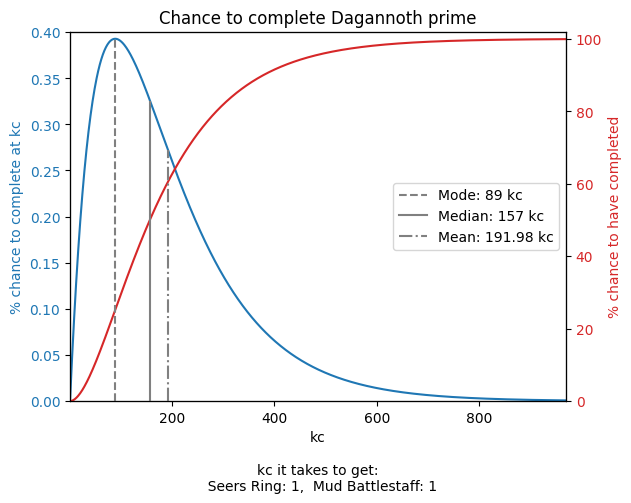 Chance to complete Dagannoth prime
% chance to complete at kc
0.40
0.35
0.30
0.25
0.20
0.15
0.10
0.05
0.00
100
80
60
40
20
0
% chance to have completed
Mode: 89 kc
Median: 157 kc
Mean: 191.98 kc
200 400 600 800
kc
kc it takes to get:
Seers Ring: 1,  Mud Battlestaff: 1